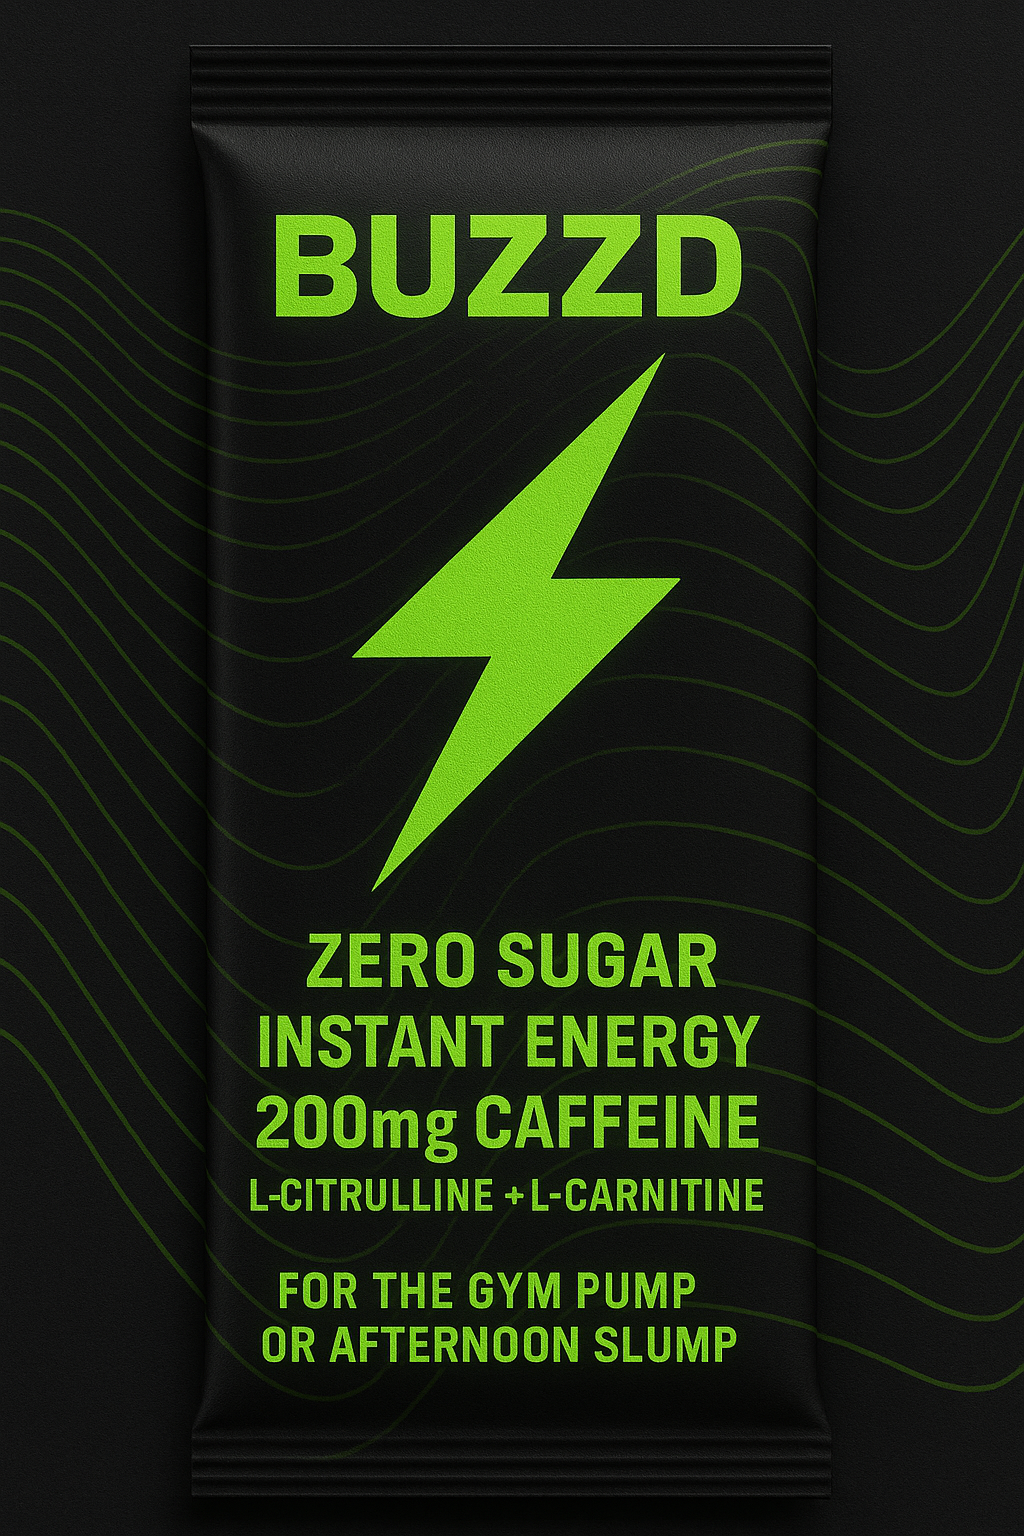 BUZZD
ZERO SUGAR
INSTANT ENERGY
200mg CAFFEINE
L-CITRULLINE + L-CARNITINE
FOR THE GYM PUMP
OR AFTERNOON SLUMP